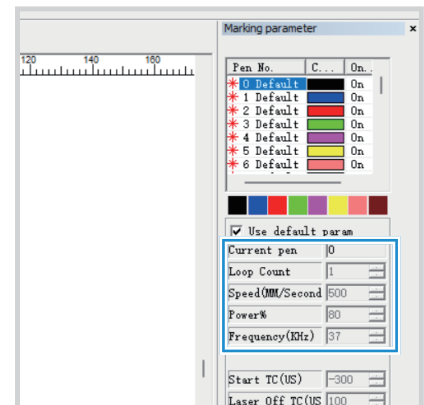 Marking parameter ×
120 140 160
Pen No. C... On..
0 Default On
1 Default On
2 Default On
3 Default On
4 Default On
5 Default On
6 Default On
Use default param
Current pen 0
Loop Count 1
Speed(MM/Second 500
Power% 80
Frequency(KHz) 37
Start TC(US) -300
Laser Off TC(US 100